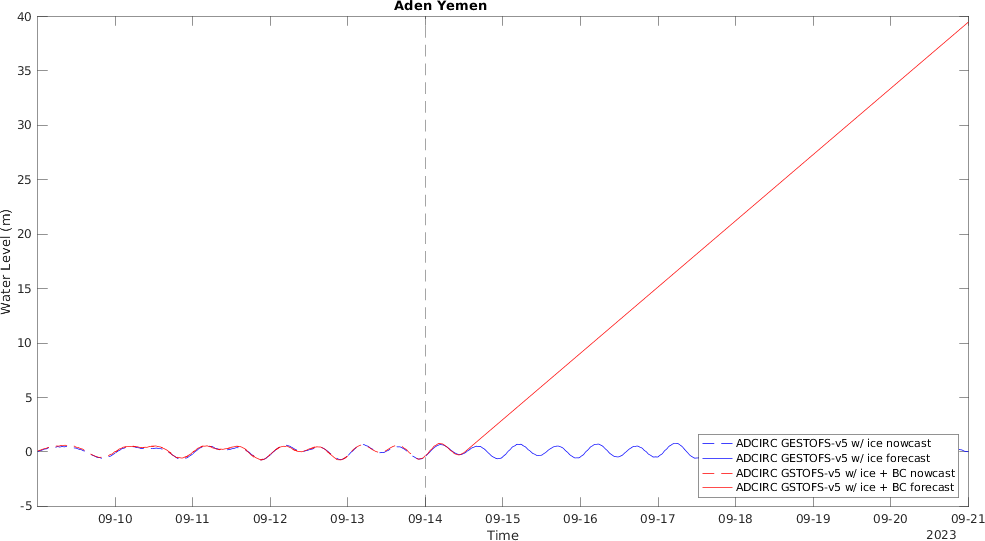 Aden Yemen
40
35
30
25
20
15
10
5
0
-5
Water Level (m)
ADCIRC GESTOFS-v5 w/ ice nowcast
ADCIRC GESTOFS-v5 w/ ice forecast
ADCIRC GSTOFS-v5 w/ ice + BC nowcast
ADCIRC GSTOFS-v5 w/ ice + BC forecast
09-10 09-11 09-12 09-13 09-14 09-15 09-16 09-17 09-18 09-19 09-20 09-21
Time
2023